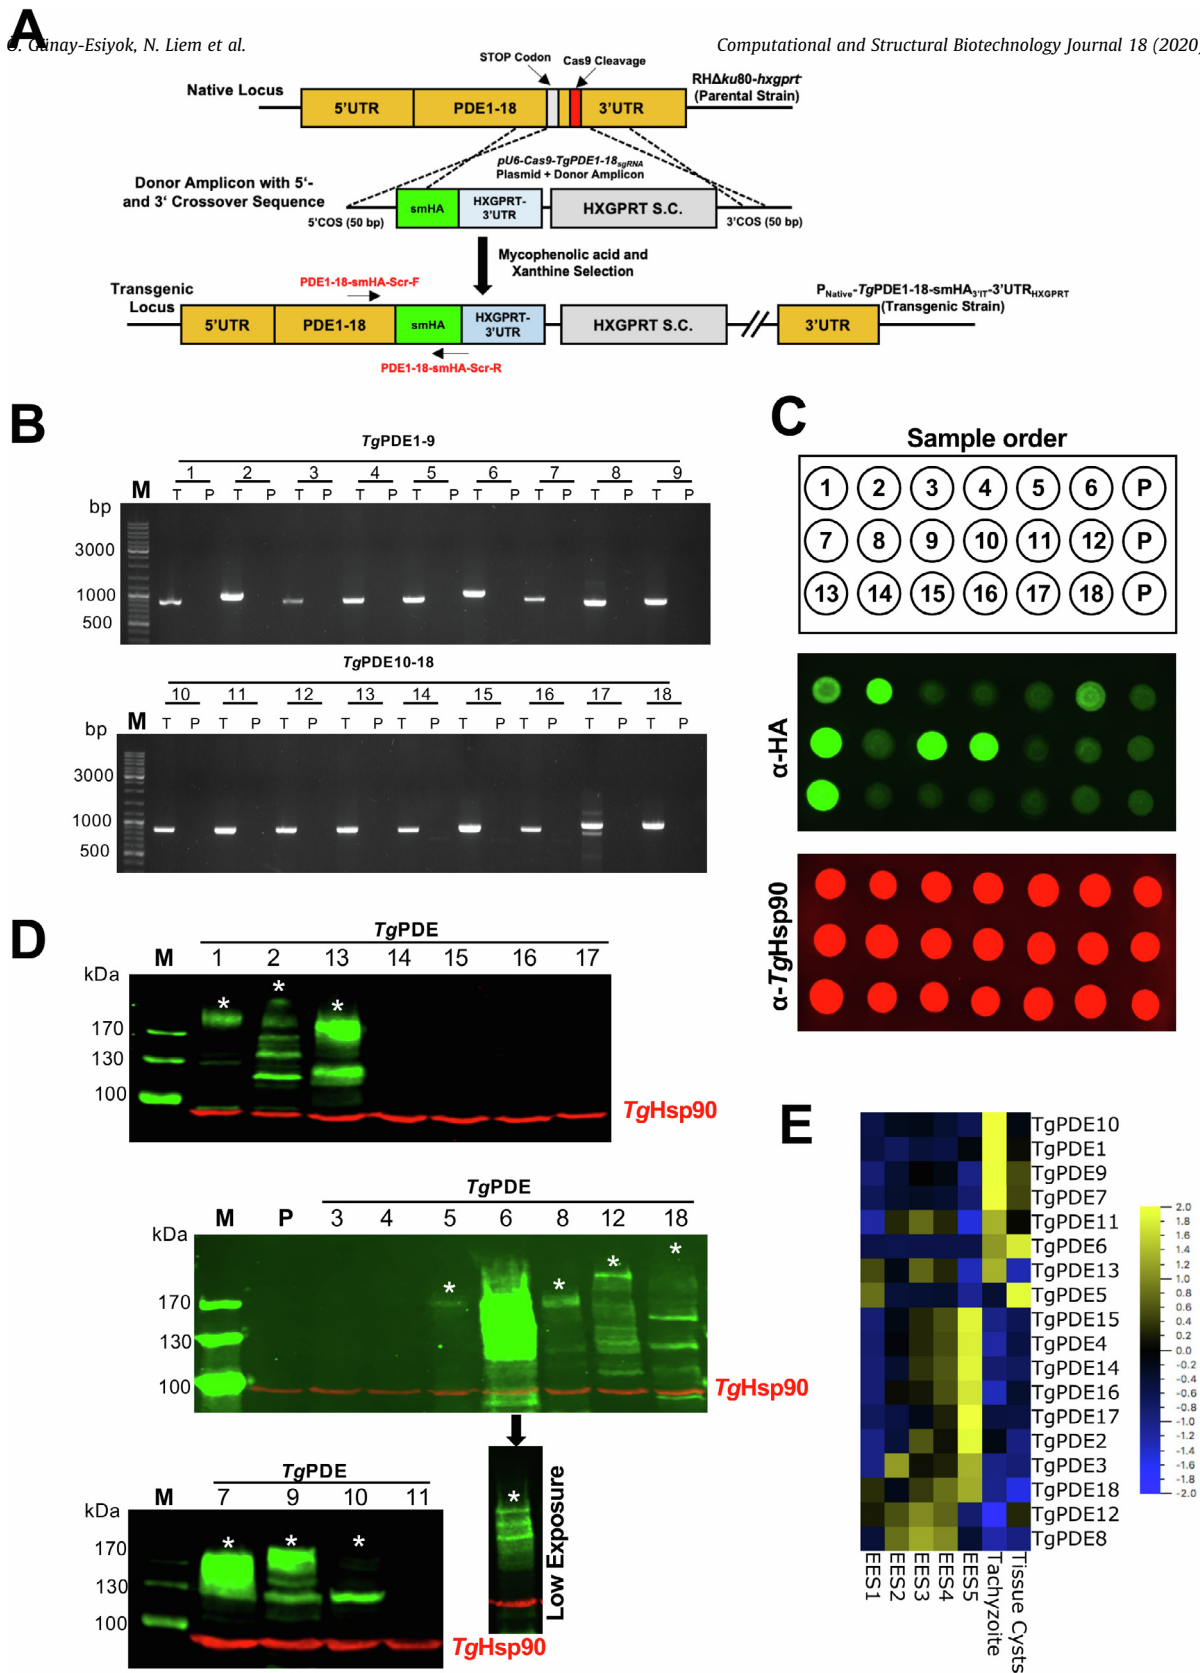 A
Günay-Esiyok, N. Liem et al.
Computational and Structural Biotechnology Journal 18 (2020)
STOP Codon
Cas9 Cleavage
Native Locus
5'UTR
PDE1-18
3'UTR
RHΔku80-hxgprt-
(Parental Strain)
pU6-Cas9-TgPDE1-18sgRNA
Plasmid + Donor Amplicon
Donor Amplicon with 5'-
and 3' Crossover Sequence
5'COS (50 bp)
smHA
HXGPRT-
3'UTR
HXGPRT S.C.
3'COS (50 bp)
Mycophenolic acid and
Xanthine Selection
PDE1-18-smHA-Scr-F
Transgenic
Locus
5'UTR
PDE1-18
smHA
HXGPRT-
3'UTR
HXGPRT S.C.
3'UTR
PNative-TgPDE1-18-smHA3'IT-3'UTRHXGPRT
(Transgenic Strain)
PDE1-18-smHA-Scr-R
B
TgPDE1-9
1 2 3 4 5 6 7 8 9
M T P T P T P T P T P T P T P T P T P
bp
3000
1000
500
TgPDE10-18
10 11 12 13 14 15 16 17 18
M T P T P T P T P T P T P T P T P T P
bp
3000
1000
500
C
Sample order
1 2 3 4 5 6 P
7 8 9 10 11 12 P
13 14 15 16 17 18 P
α-HA
α-TgHsp90
D
TgPDE
M 1 2 13 14 15 16 17
kDa
* * *
170
130
100
TgHsp90
TgPDE
M P 3 4 5 6 8 12 18
kDa
* * * *
170
130
100
TgHsp90
*
Low Exposure
TgPDE
M 7 9 10 11
kDa
* * *
170
130
100
TgHsp90
E
TgPDE10
TgPDE1
TgPDE9
TgPDE7
TgPDE11
TgPDE6
TgPDE13
TgPDE5
TgPDE15
TgPDE4
TgPDE14
TgPDE16
TgPDE17
TgPDE2
TgPDE3
TgPDE18
TgPDE12
TgPDE8
EES1
EES2
EES3
EES4
EES5
Tachyzoite
Tissue Cysts
2.0
1.8
1.6
1.4
1.2
1.0
0.8
0.6
0.4
0.2
0.0
-0.2
-0.4
-0.6
-0.8
-1.0
-1.2
-1.4
-1.6
-1.8
-2.0